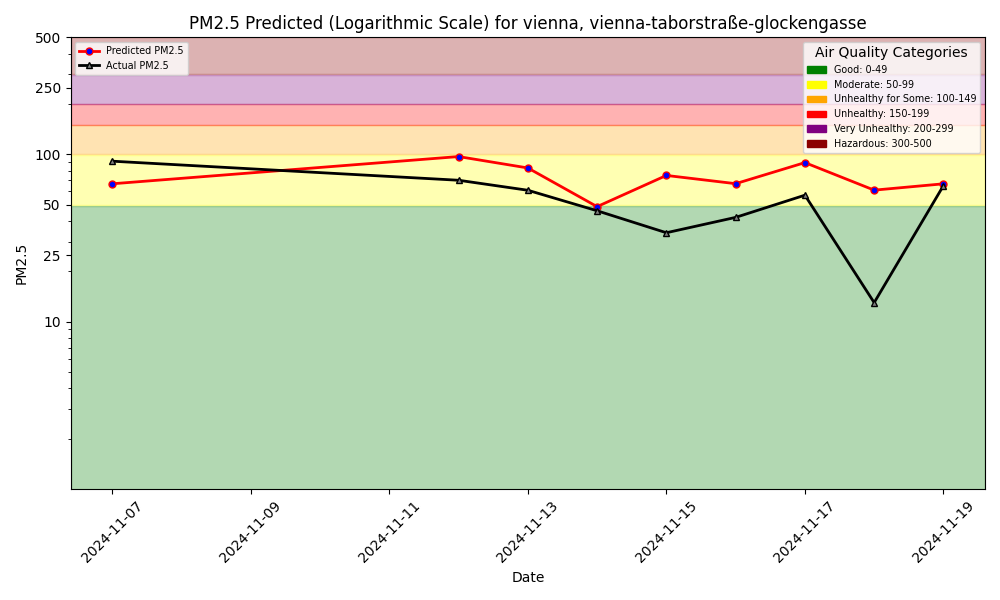 PM2.5 Predicted (Logarithmic Scale) for vienna, vienna-taborstraße-glockengasse
Predicted PM2.5
Actual PM2.5
Air Quality Categories
Good: 0-49
Moderate: 50-99
Unhealthy for Some: 100-149
Unhealthy: 150-199
Very Unhealthy: 200-299
Hazardous: 300-500
500
250
100
50
25
10
PM2.5
2024-11-07
2024-11-09
2024-11-11
2024-11-13
2024-11-15
2024-11-17
2024-11-19
Date